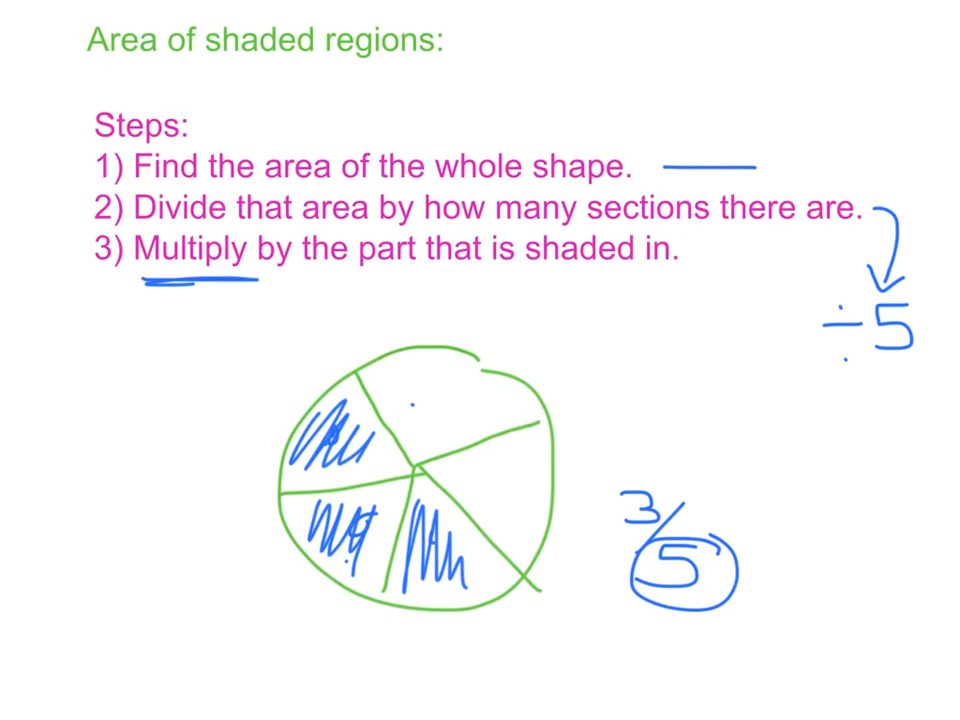 Area of shaded regions:
Steps:
1) Find the area of the whole shape.
2) Divide that area by how many sections there are.
3) Multiply by the part that is shaded in.
÷5
3/5